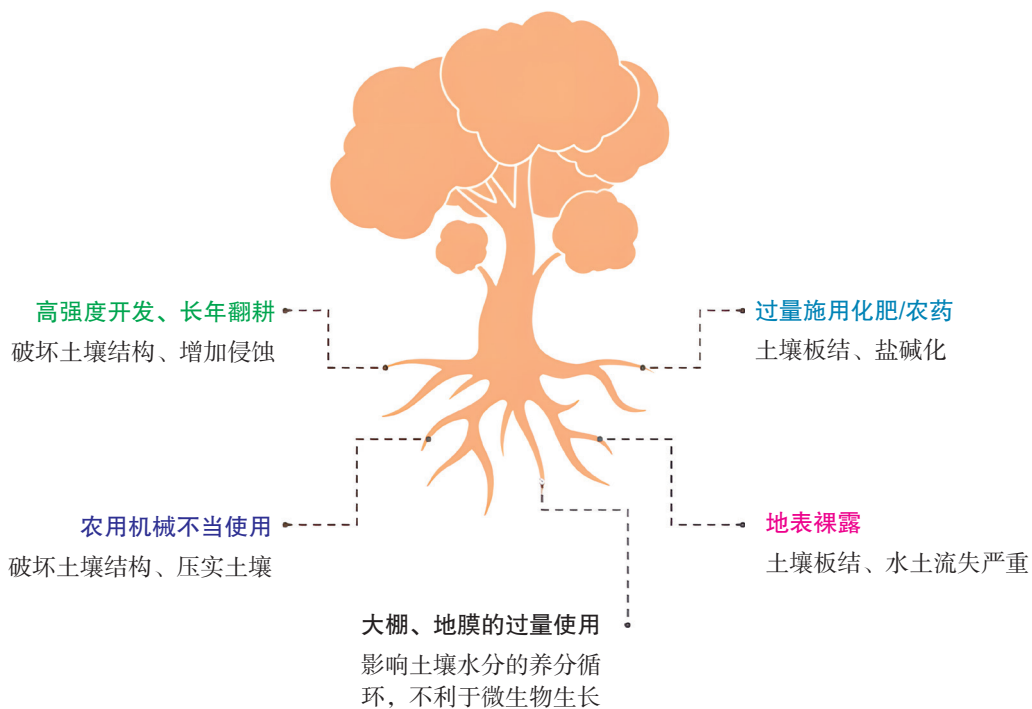 高强度开发、长年翻耕
破坏土壤结构、增加侵蚀
过量施用化肥/农药
土壤板结、盐碱化
农用机械不当使用
破坏土壤结构、压实土壤
地表裸露
土壤板结、水土流失严重
大棚、地膜的过量使用
影响土壤水分的养分循
环，不利于微生物生长